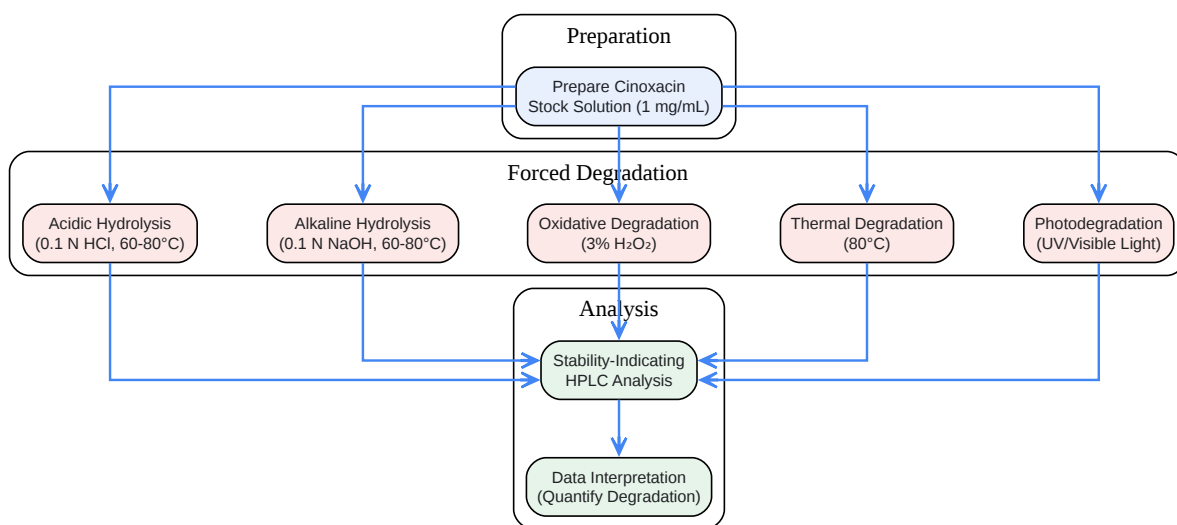 Preparation
Prepare Cinoxacin
Stock Solution (1 mg/mL)
Forced Degradation
Acidic Hydrolysis
(0.1 N HCl, 60-80°C)
Alkaline Hydrolysis
(0.1 N NaOH, 60-80°C)
Oxidative Degradation
(3% H₂O₂)
Thermal Degradation
(80°C)
Photodegradation
(UV/Visible Light)
Analysis
Stability-Indicating
HPLC Analysis
Data Interpretation
(Quantify Degradation)